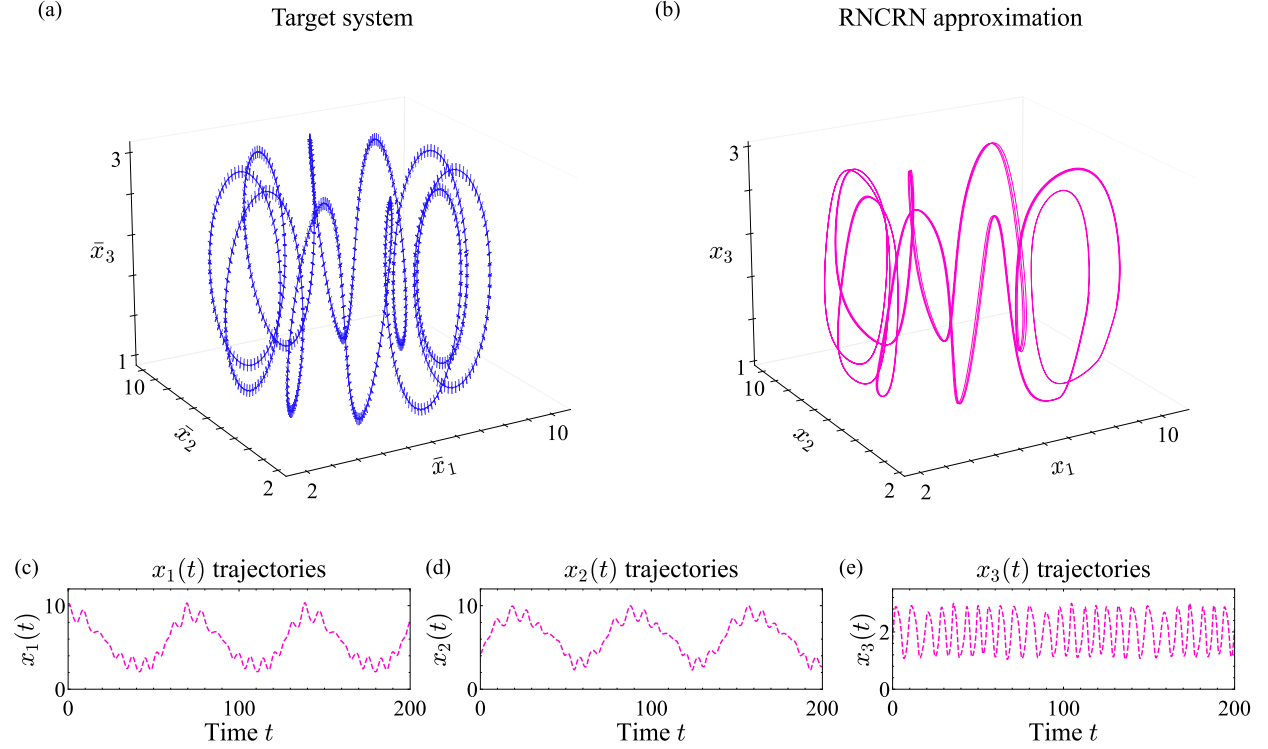 (a) Target system
(b) RNCRN approximation
3
x̄₃
1
10
x̄₂
2
2
x̄₁
10
3
x₃
1
10
x₂
2
2
x₁
10
(c) x₁(t) trajectories
10
x₁(t)
0
0 100 200
Time t
(d) x₂(t) trajectories
10
x₂(t)
0
0 100 200
Time t
(e) x₃(t) trajectories
2
x₃(t)
0
0 100 200
Time t